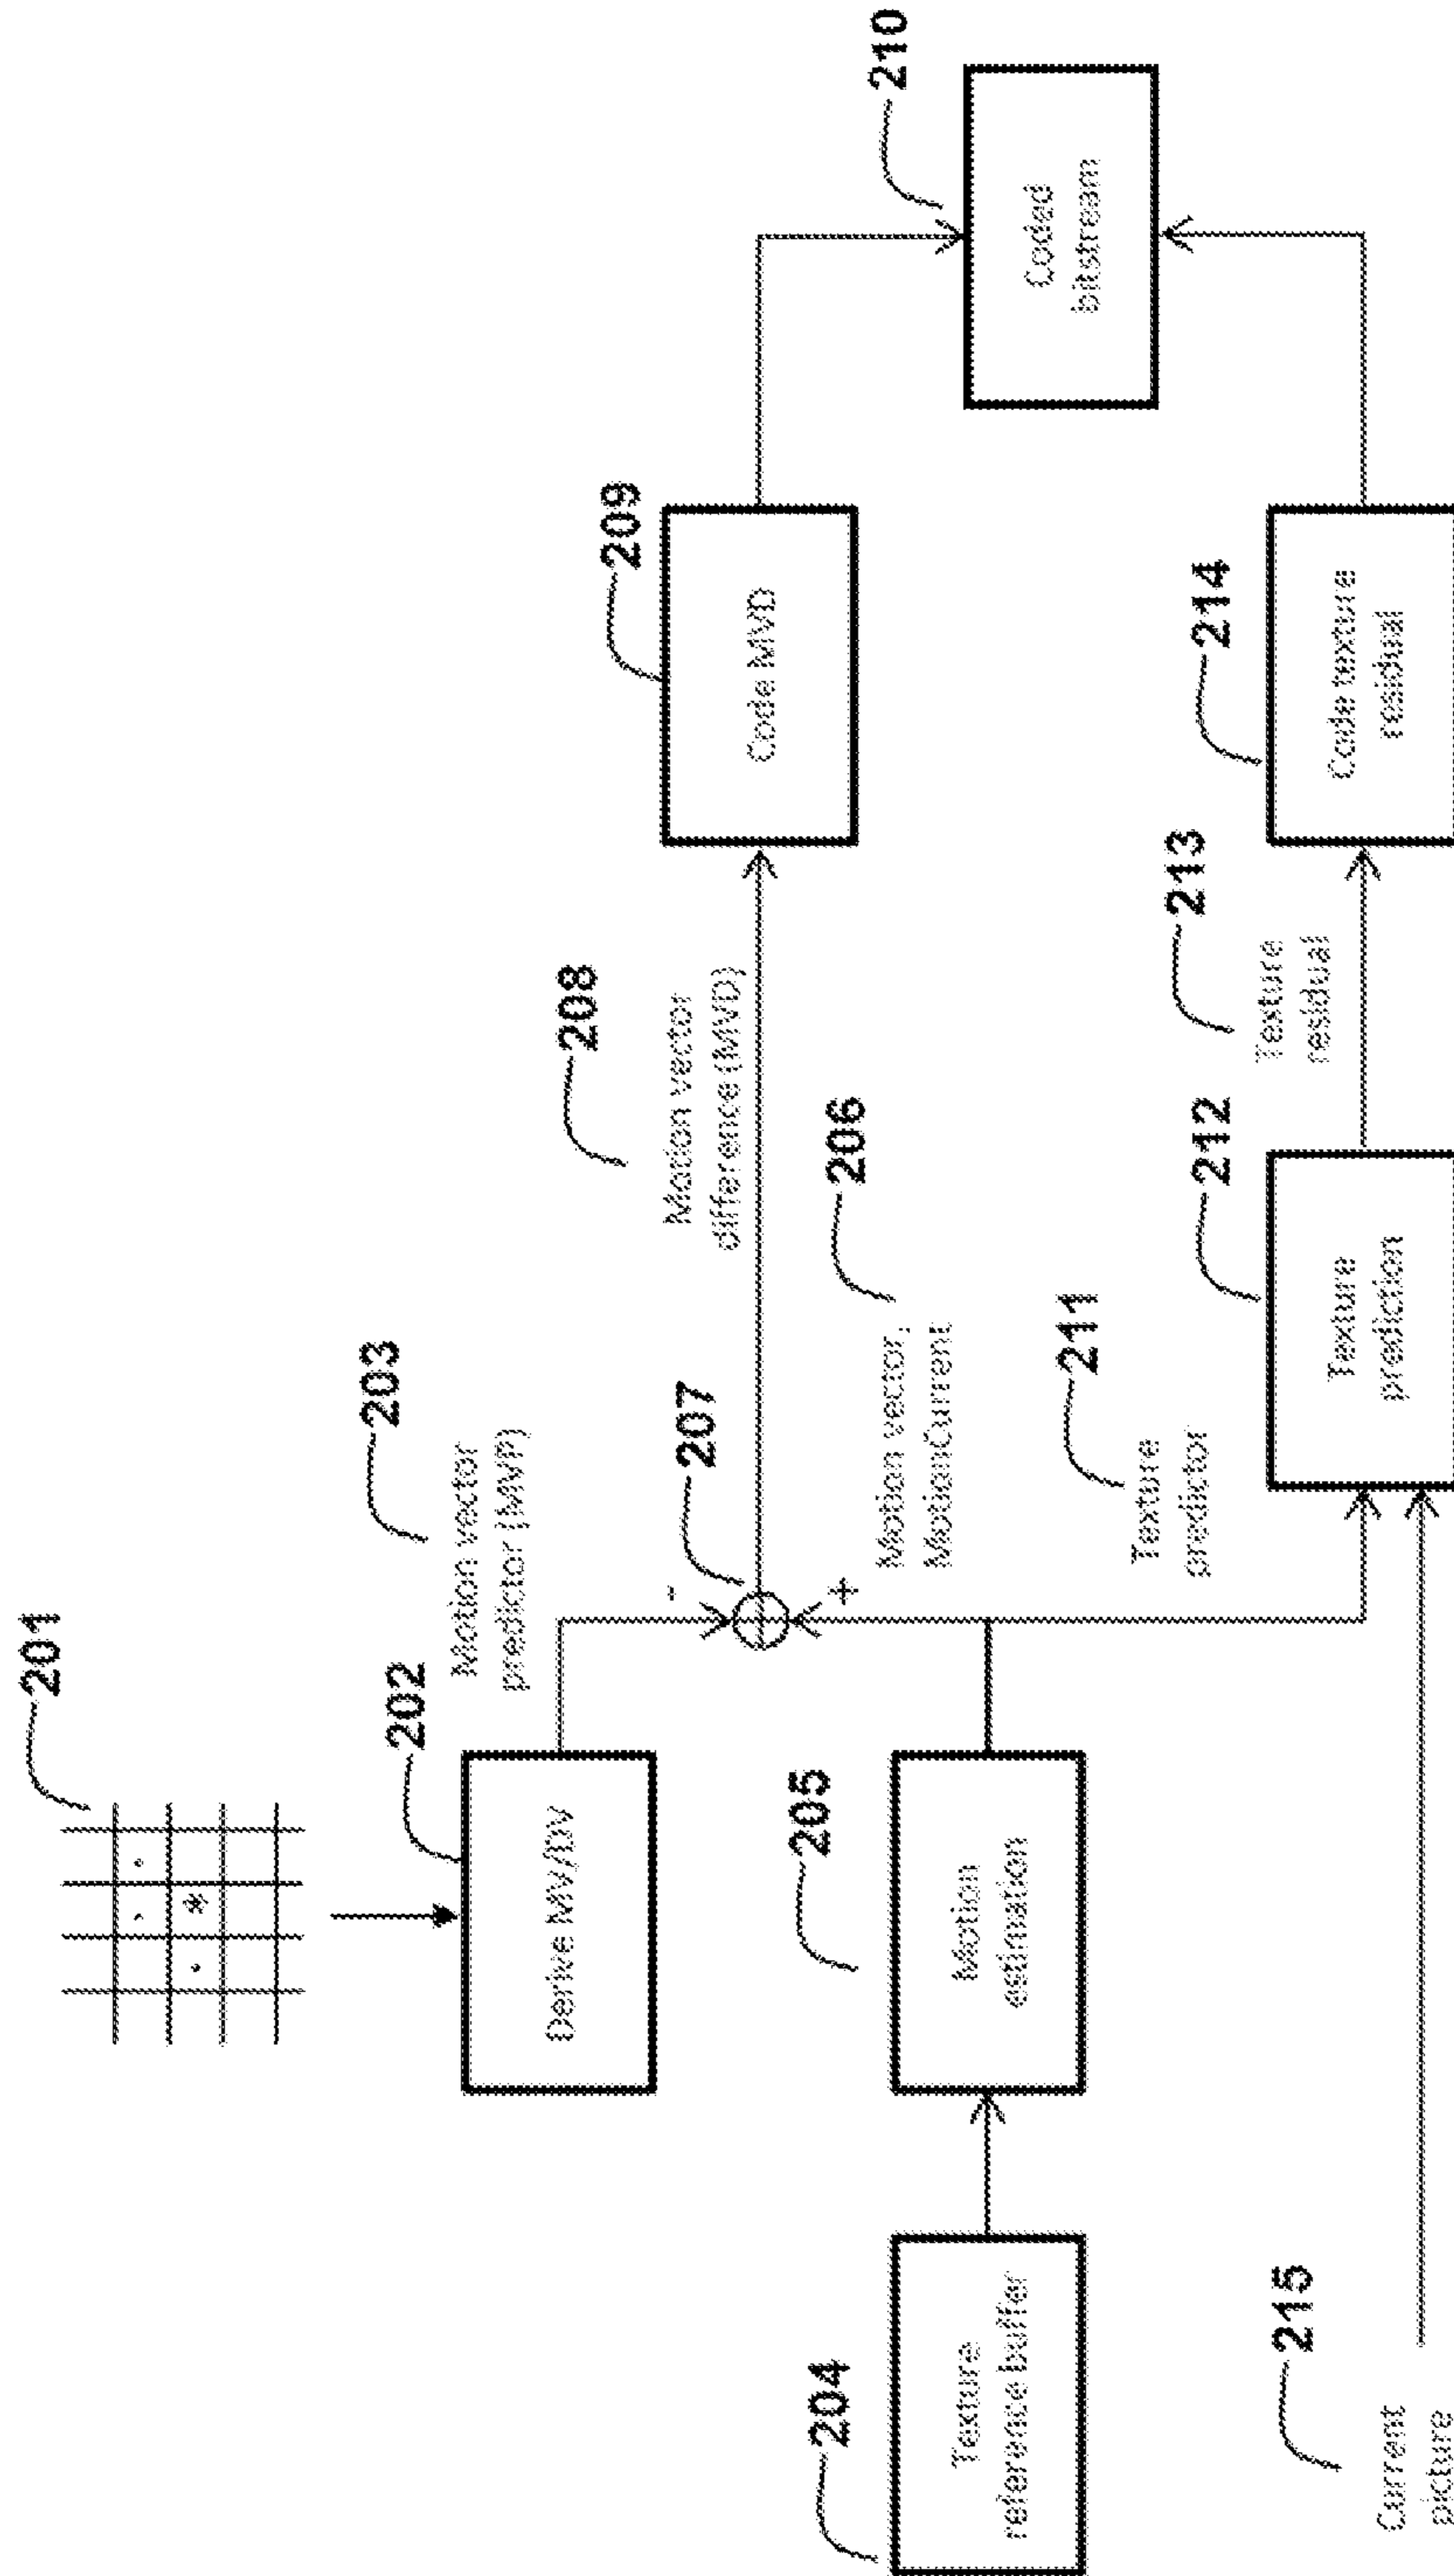 201
202
Derive MV/DV
203
Motion vector
predictor (MVP)
204
Texture
reference buffer
205
Motion
estimation
-
+
207
206
Motion vector,
MotionCurrent
208
Motion vector
difference (MVD)
209
Code MVD
210
Coded
bitstream
215
Current
picture
211
Texture
predictor
212
Texture
prediction
213
Texture
residual
214
Code texture
residual